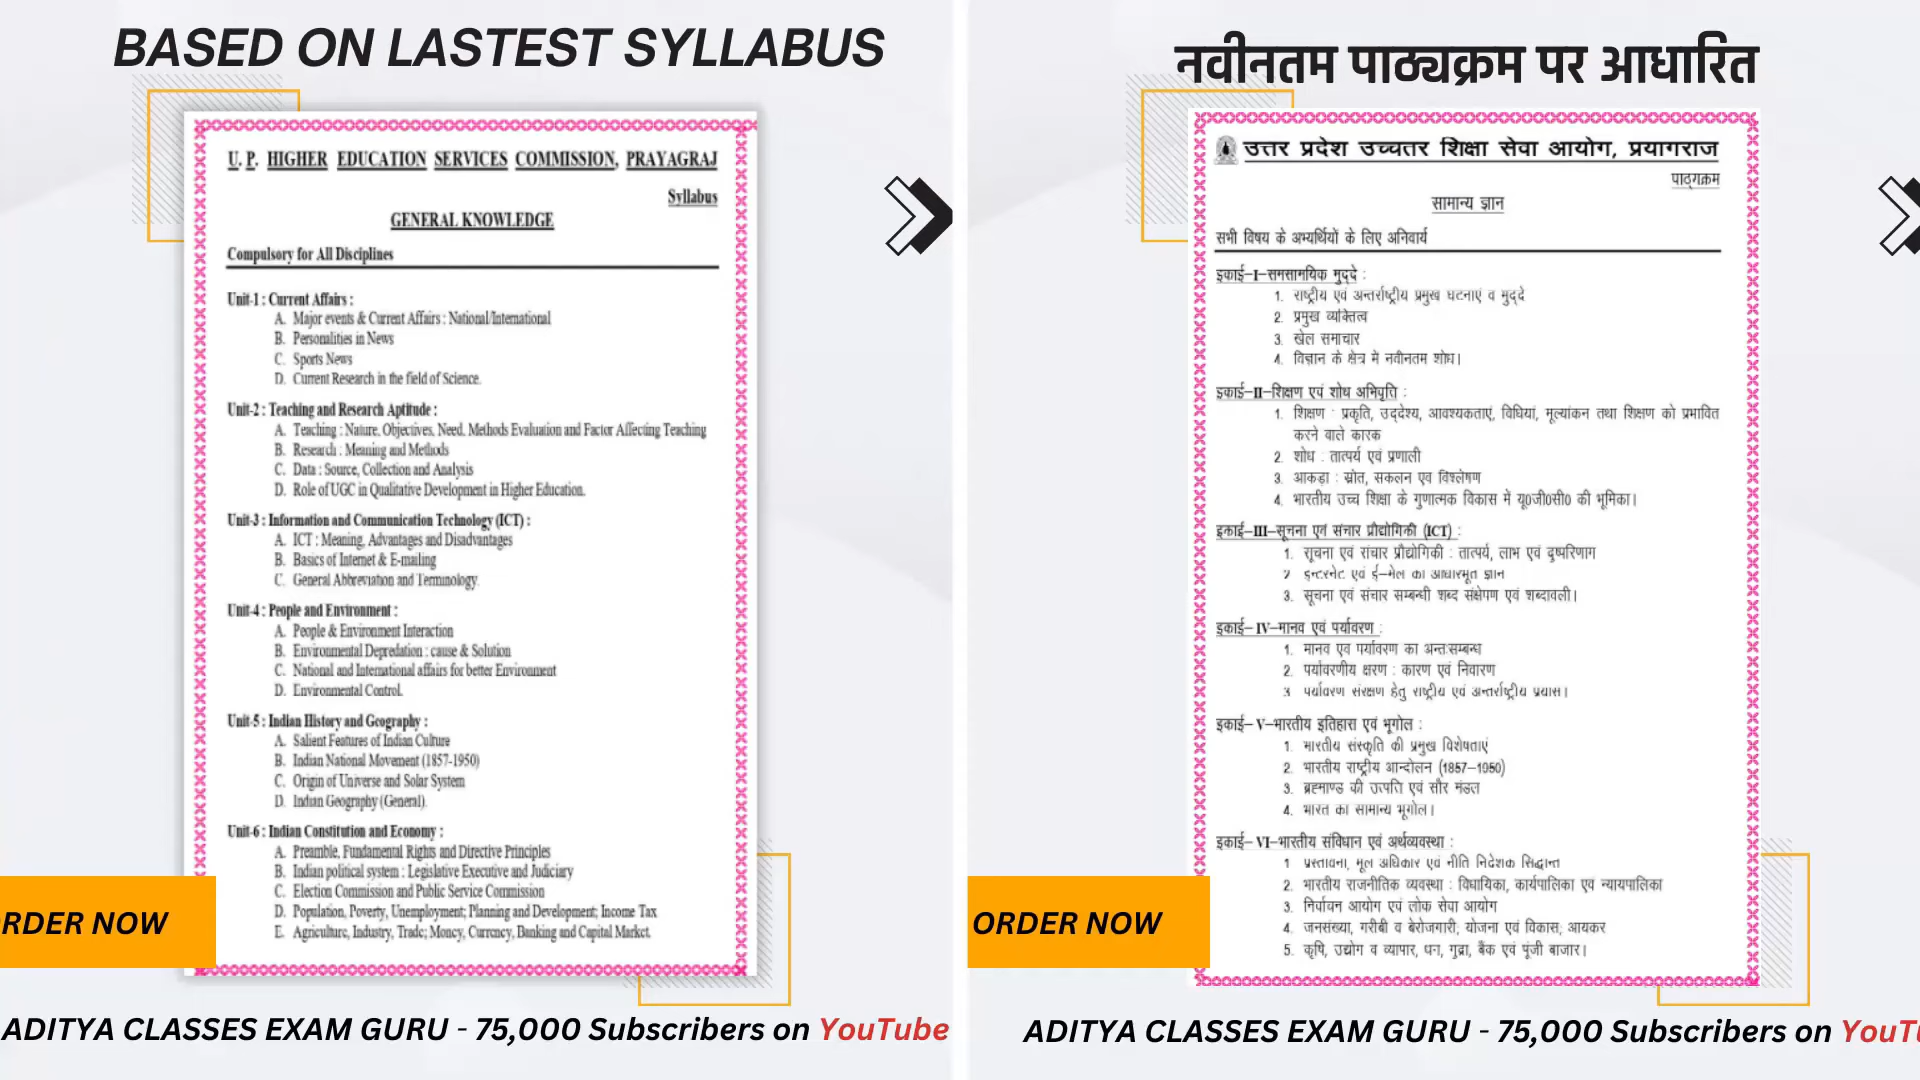 BASED ON LASTEST SYLLABUS
U. P. HIGHER EDUCATION SERVICES COMMISSION, PRAYAGRAJ
Syllabus
GENERAL KNOWLEDGE
Compulsory for All Disciplines
Unit-1 : Current Affairs :
A. Major events & Current Affairs : National/International
B. Personalities in News
C. Sports News
D. Current Research in the field of Science.
Unit-2 : Teaching and Research Aptitude :
A. Teaching : Nature, Objectives, Need, Methods Evaluation and Factor Affecting Teaching
B. Research : Meaning and Methods
C. Data : Source, Collection and Analysis
D. Role of UGC in Qualitative Development in Higher Education.
Unit-3 : Information and Communication Technology (ICT) :
A. ICT : Meaning, Advantages and Disadvantages
B. Basics of Internet & E-mailing
C. General Abbreviation and Terminology.
Unit-4 : People and Environment :
A. People & Environment Interaction
B. Environmental Depredation : cause & Solution
C. National and International affairs for better Environment
D. Environmental Control.
Unit-5 : Indian History and Geography :
A. Salient Features of Indian Culture
B. Indian National Movement (1857-1950)
C. Origin of Universe and Solar System
D. Indian Geography (General).
Unit-6 : Indian Constitution and Economy :
A. Preamble, Fundamental Rights and Directive Principles
B. Indian political system : Legislative Executive and Judiciary
C. Election Commission and Public Service Commission
D. Population, Poverty, Unemployment; Planning and Development; Income Tax
E. Agriculture, Industry, Trade; Money, Currency, Banking and Capital Market.
RDER NOW
ADITYA CLASSES EXAM GURU - 75,000 Subscribers on YouTube
नवीनतम पाठ्यक्रम पर आधारित
उत्तर प्रदेश उच्चतर शिक्षा सेवा आयोग, प्रयागराज
पाठ्यक्रम
सामान्य ज्ञान
सभी विषय के अभ्यर्थियों के लिए अनिवार्य
इकाई–I–समसामयिक मुद्दे :
1. राष्ट्रीय एवं अन्तर्राष्ट्रीय प्रमुख घटनाएं व मुद्दे
2. प्रमुख व्यक्तित्व
3. खेल समाचार
4. विज्ञान के क्षेत्र में नवीनतम शोध।
इकाई–II–शिक्षण एवं शोध अभिवृत्ति :
1. शिक्षण : प्रकृति, उद्देश्य, आवश्यकताएं, विधियां, मूल्यांकन तथा शिक्षण को प्रभावित
करने वाले कारक
2. शोध : तात्पर्य एवं प्रणाली
3. आकड़ा : स्रोत, संकलन एवं विश्लेषण
4. भारतीय उच्च शिक्षा के गुणात्मक विकास में यू0जी0सी0 की भूमिका।
इकाई–III–सूचना एवं संचार प्रौद्योगिकी (ICT) :
1. सूचना एवं संचार प्रौद्योगिकी : तात्पर्य, लाभ एवं दुष्परिणाम
2. इन्टरनेट एवं ई–मेल का आधारभूत ज्ञान
3. सूचना एवं संचार सम्बन्धी शब्द संक्षेपण एवं शब्दावली।
इकाई–IV–मानव एवं पर्यावरण :
1. मानव एवं पर्यावरण का अन्तःसम्बन्ध
2. पर्यावरणीय क्षरण : कारण एवं निवारण
3. पर्यावरण संरक्षण हेतु राष्ट्रीय एवं अन्तर्राष्ट्रीय प्रयास।
इकाई–V–भारतीय इतिहास एवं भूगोल :
1. भारतीय संस्कृति की प्रमुख विशेषताएं
2. भारतीय राष्ट्रीय आन्दोलन (1857–1950)
3. ब्रह्माण्ड की उत्पत्ति एवं सौर मंडल
4. भारत का सामान्य भूगोल।
इकाई–VI–भारतीय संविधान एवं अर्थव्यवस्था :
1. प्रस्तावना, मूल अधिकार एवं नीति निदेशक सिद्धान्त
2. भारतीय राजनीतिक व्यवस्था : विधायिका, कार्यपालिका एवं न्यायपालिका
3. निर्वाचन आयोग एवं लोक सेवा आयोग
4. जनसंख्या, गरीबी व बेरोजगारी; योजना एवं विकास; आयकर
5. कृषि, उद्योग व व्यापार, धन, मुद्रा, बैंक एवं पूंजी बाजार।
ORDER NOW
ADITYA CLASSES EXAM GURU - 75,000 Subscribers on YouTu